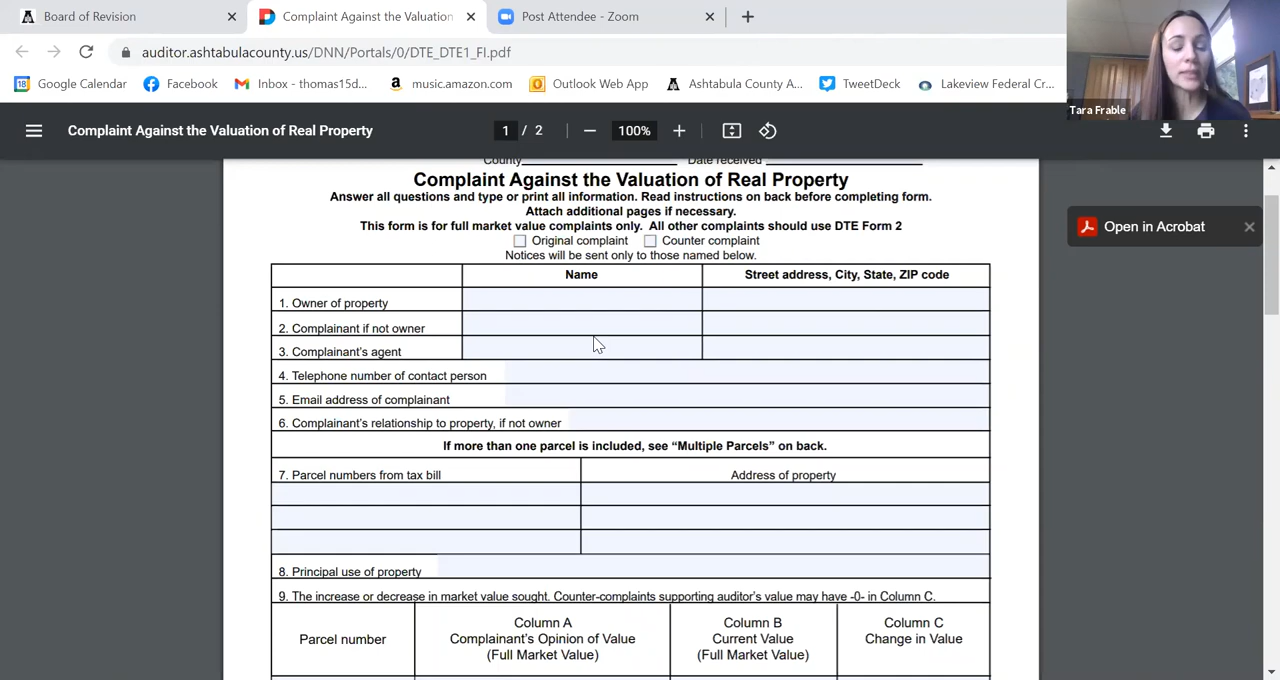 Board of Revision
Complaint Against the Valuation
Post Attendee - Zoom
auditor.ashtabulacounty.us/DNN/Portals/0/DTE_DTE1_FI.pdf
18 Google Calendar Facebook Inbox - thomas15d... music.amazon.com Outlook Web App Ashtabula County A... TweetDeck Lakeview Federal Cr...
Tara Frable
Complaint Against the Valuation of Real Property 1 / 2 100%
County Date received
Complaint Against the Valuation of Real Property
Answer all questions and type or print all information. Read instructions on back before completing form.
Attach additional pages if necessary.
This form is for full market value complaints only. All other complaints should use DTE Form 2
Original complaint Counter complaint
Notices will be sent only to those named below.
Open in Acrobat
Name Street address, City, State, ZIP code
1. Owner of property
2. Complainant if not owner
3. Complainant's agent
4. Telephone number of contact person
5. Email address of complainant
6. Complainant's relationship to property, if not owner
If more than one parcel is included, see "Multiple Parcels" on back.
7. Parcel numbers from tax bill Address of property
8. Principal use of property
9. The increase or decrease in market value sought. Counter-complaints supporting auditor's value may have -0- in Column C.
Parcel number
Column A
Complainant's Opinion of Value
(Full Market Value)
Column B
Current Value
(Full Market Value)
Column C
Change in Value